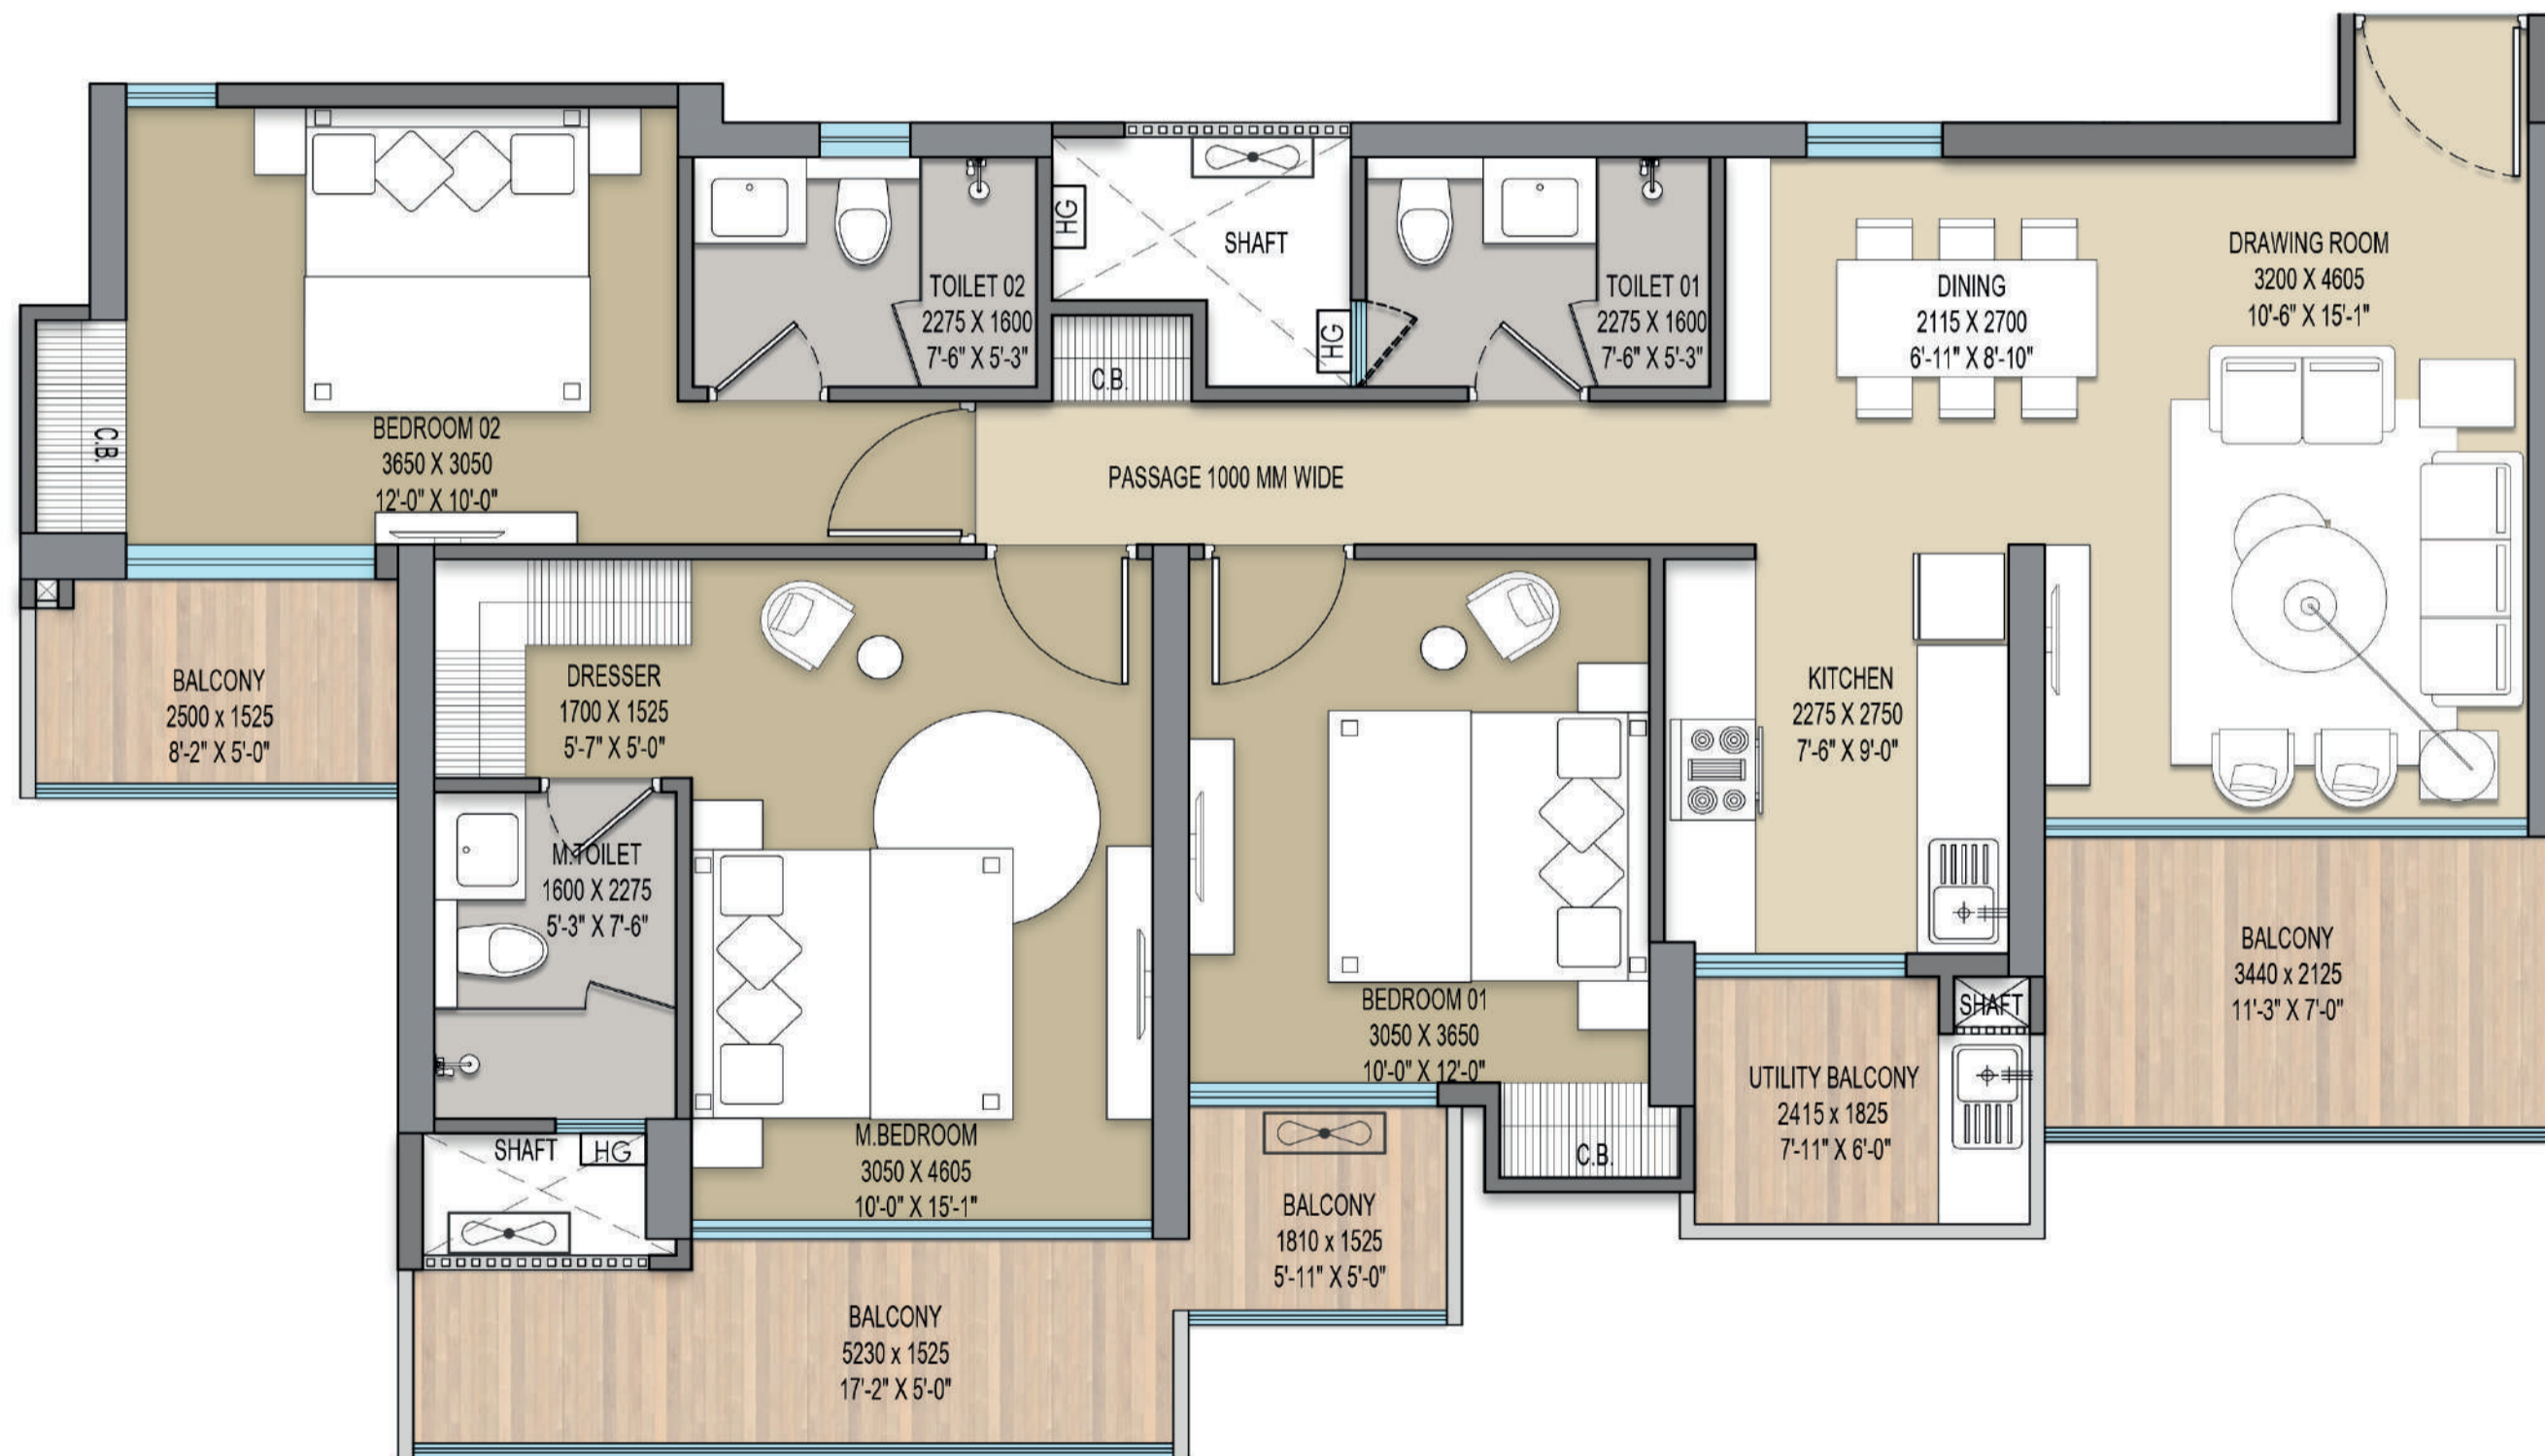 DRAWING ROOM
3200 X 4605
10'-6" X 15'-1"
DINING
2115 X 2700
6'-11" X 8'-10"
TOILET 01
2275 X 1600
7'-6" X 5'-3"
SHAFT
HG
HG
C.B.
TOILET 02
2275 X 1600
7'-6" X 5'-3"
BEDROOM 02
3650 X 3050
12'-0" X 10'-0"
C.B.
PASSAGE 1000 MM WIDE
BALCONY
2500 x 1525
8'-2" X 5'-0"
DRESSER
1700 X 1525
5'-7" X 5'-0"
M.TOILET
1600 X 2275
5'-3" X 7'-6"
SHAFT
HG
M.BEDROOM
3050 X 4605
10'-0" X 15'-1"
BEDROOM 01
3050 X 3650
10'-0" X 12'-0"
C.B.
KITCHEN
2275 X 2750
7'-6" X 9'-0"
SHAFT
UTILITY BALCONY
2415 x 1825
7'-11" X 6'-0"
BALCONY
3440 x 2125
11'-3" X 7'-0"
BALCONY
1810 x 1525
5'-11" X 5'-0"
BALCONY
5230 x 1525
17'-2" X 5'-0"